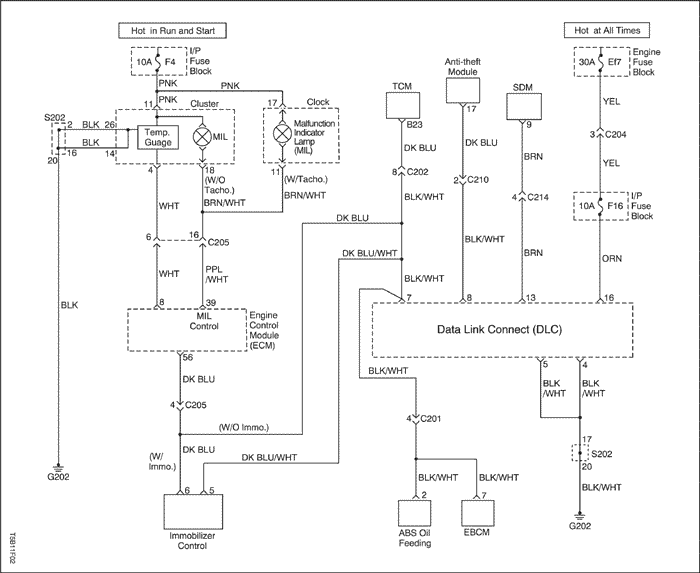 Hot in Run and Start
Hot at All Times
10A F4
I/P
Fuse
Block
30A Ef7
Engine
Fuse
Block
PNK
PNK
PNK
TCM
Anti-theft
Module
SDM
YEL
S202
2 BLK 26
11 Cluster
17 Clock
B23
17
9
3 C204
Temp.
Guage
MIL
Malfunction
Indicator
Lamp
(MIL)
BLK
20 16 14
DK BLU
DK BLU
BRN
YEL
4
18
11
(W/O
Tacho.)
(W/Tacho.)
8 C202
2 C210
4 C214
10A F16
I/P
Fuse
Block
WHT
BRN/WHT
BRN/WHT
BLK/WHT
DK BLU
6 16 C205
BLK/WHT
BRN
ORN
DK BLU/WHT
WHT
PPL
/WHT
BLK/WHT
BLK
8 39
7 8 13 16
MIL
Control
Engine
Control
Module
(ECM)
Data Link Connect (DLC)
56
5 4
DK BLU
BLK/WHT
BLK
/WHT
BLK
/WHT
4 C205
4 C201
(W/O Immo.)
17
S202
20
(W/
Immo.)
DK BLU
DK BLU/WHT
BLK/WHT
BLK/WHT
BLK/WHT
G202
6 5
2 7
G202
Immobilizer
Control
ABS Oil
Feeding
EBCM
TSB11F02